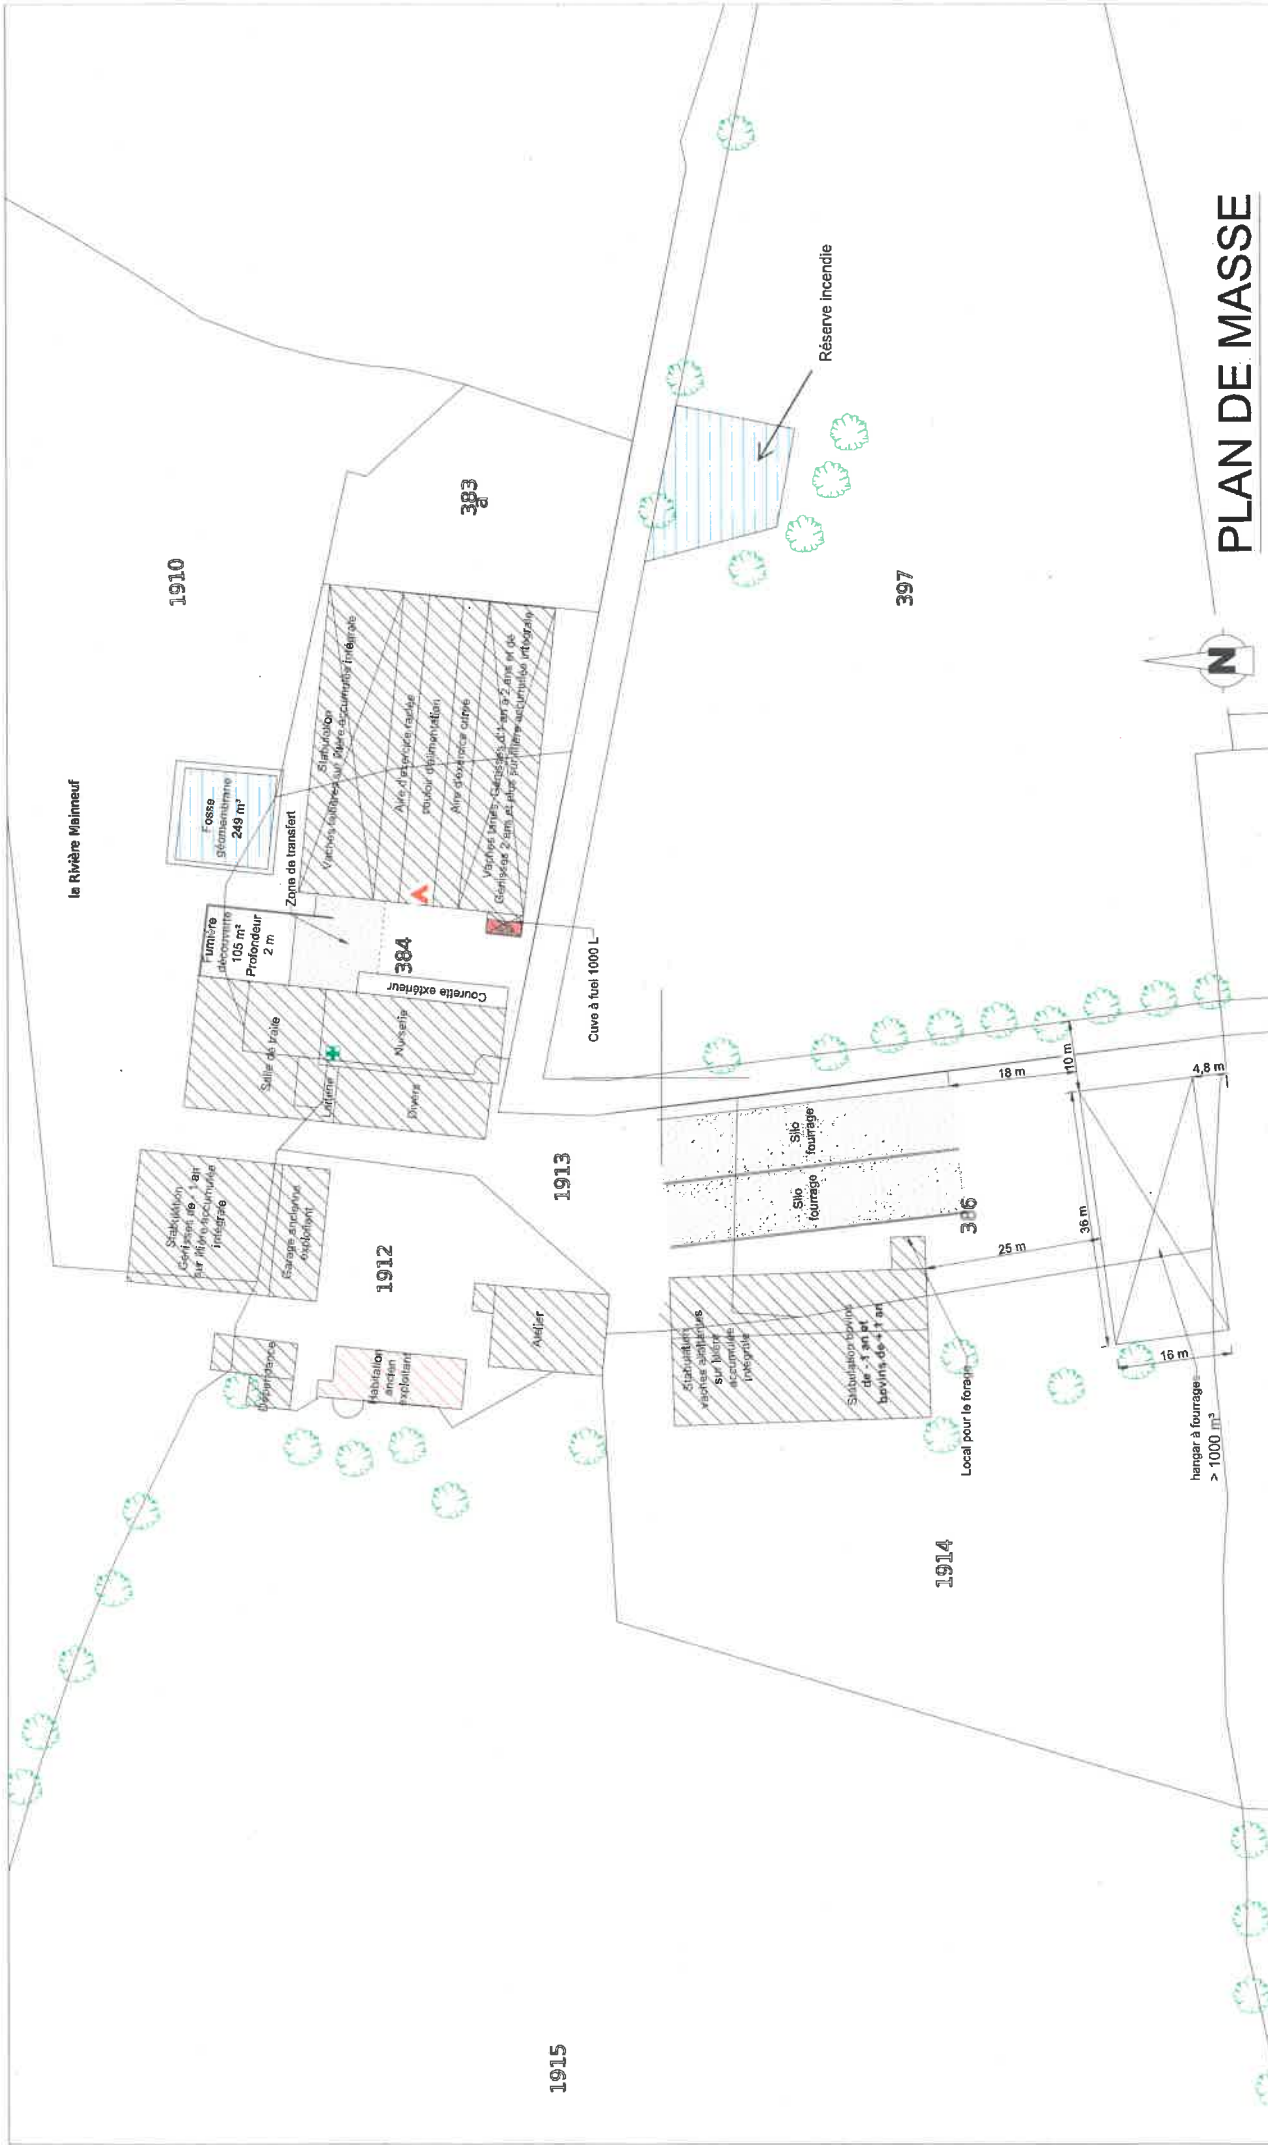 la Rivière Mainneuf
1910
Fosse
géomembrane
249 m³
Zone de transfert
Fumière
découverte
105 m²
Profondeur
2 m
Stabulation
Vaches laitières sur litière accumulée intégrale
Aire d'exercice raclée
couloir d'alimentation
Aire d'exercice
Vaches taries, Génisses d'1 an à 2 ans et de
Génisses 2 ans et plus sur litière accumulée intégrale
383
a
384
Courette extérieur
Salle de traite
Laiterie
Nurserie
Divers
Cuve à fuel 1000 L
Réserve incendie
397
Stabulation
Génisses de - 1 an
sur litière accumulée
intégrale
Garage ancien
exploitant
1912
1913
Dépendance
Habitation
ancien
exploitant
Atelier
Silo
fourrage
Silo
fourrage
386
Stabulation
vaches allaitantes
sur litière
accumulée
intégrale
Stabulation bovins
de - 1 an et
bovins de + 1 an
Local pour le forage
18 m
10 m
4,8 m
36 m
25 m
16 m
hangar à fourrages
> 1000 m³
1914
1915
N
PLAN DE MASSE